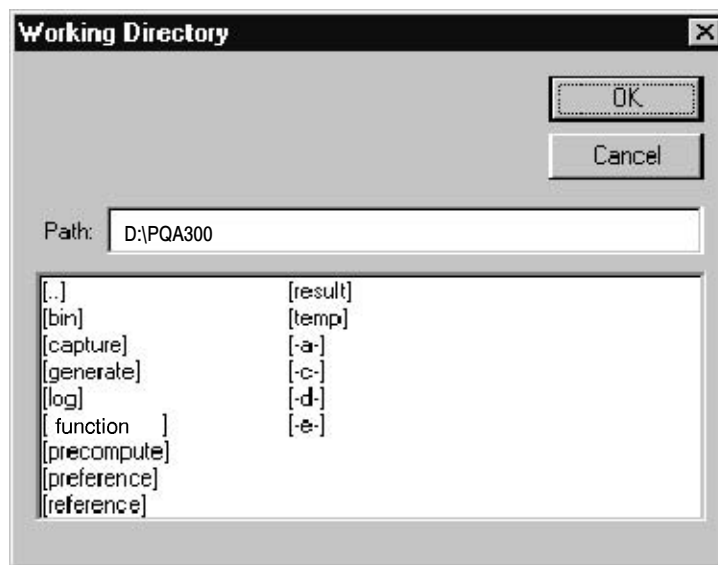 Working Directory
OK
Cancel
Path: D:\PQA300
[..]
[bin]
[capture]
[generate]
[log]
[ function ]
[precompute]
[preference]
[reference]
[result]
[temp]
[-a-]
[-c-]
[-d-]
[-e-]